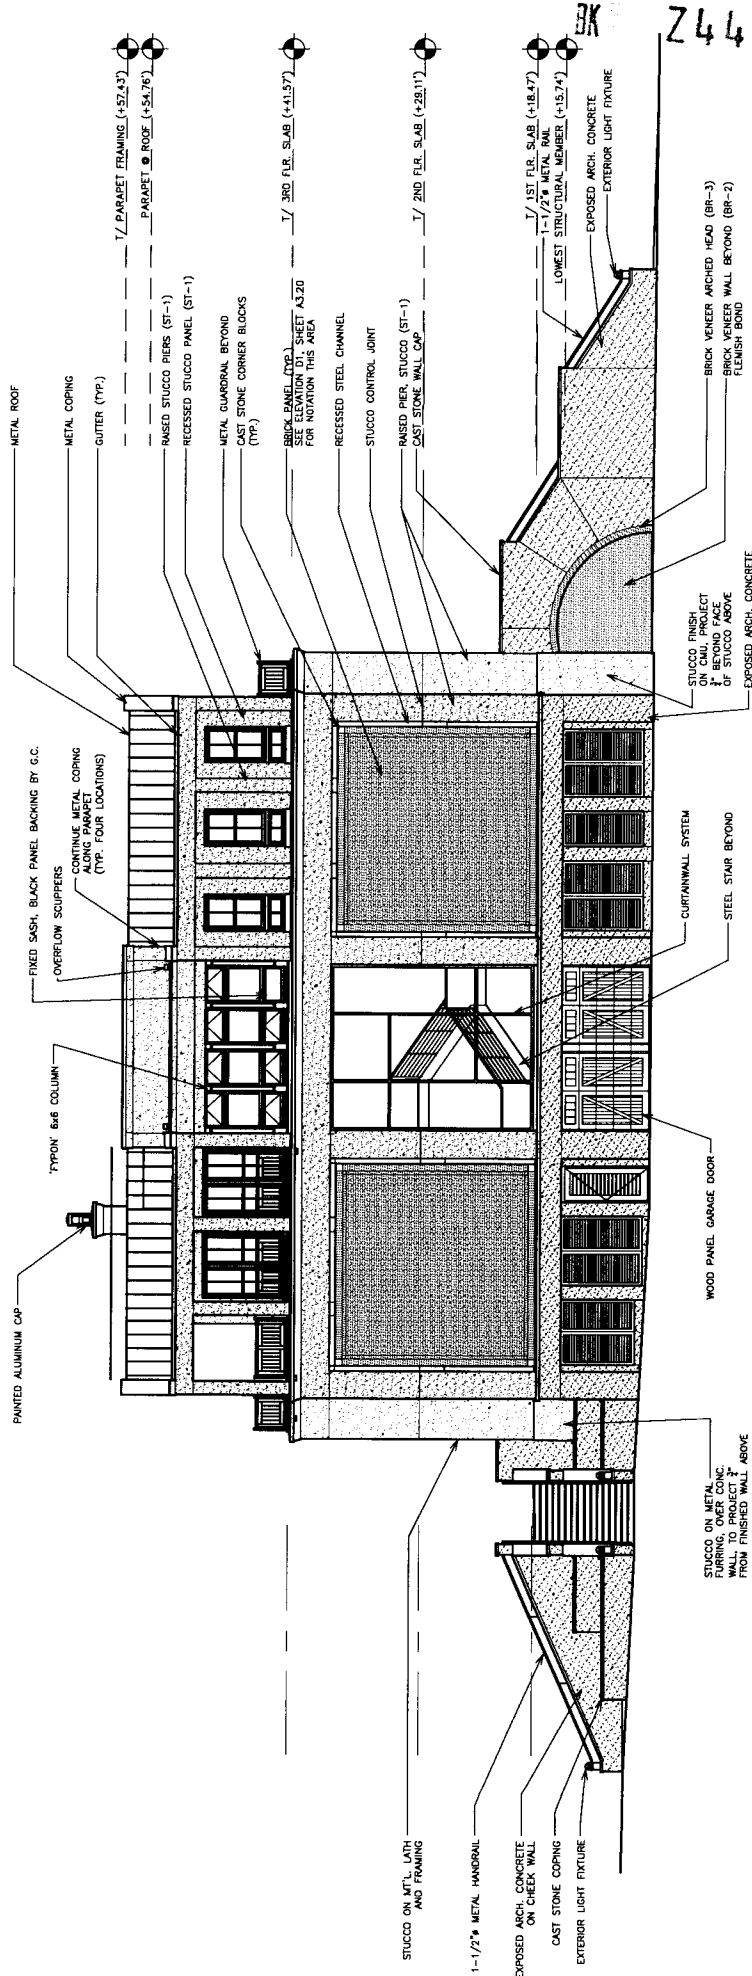 BK Z44
T/ PARAPET FRAMING (+57.43')
PARAPET @ ROOF (+54.76')
T/ 3RD FLR. SLAB (+41.57')
T/ 2ND FLR. SLAB (+29.11')
T/ 1ST FLR. SLAB (+18.47')
1-1/2"ø METAL RAIL
LOWEST STRUCTURAL MEMBER (+15.74')
EXPOSED ARCH. CONCRETE
EXTERIOR LIGHT FIXTURE
METAL ROOF
METAL COPING
GUTTER (TYP.)
RAISED STUCCO PIERS (ST-1)
RECESSED STUCCO PANEL (ST-1)
METAL GUARDRAIL BEYOND
CAST STONE CORNER BLOCKS
(TYP.)
BRICK PANEL (TYP.)
SEE ELEVATION D1, SHEET A3.20
FOR NOTATION THIS AREA
RECESSED STEEL CHANNEL
STUCCO CONTROL JOINT
RAISED PIER, STUCCO (ST-1)
CAST STONE WALL CAP
BRICK VENEER ARCHED HEAD (BR-3)
BRICK VENEER WALL BEYOND (BR-2)
FLEMISH BOND
FIXED SASH, BLACK PANEL BACKING BY G.C.
OVERFLOW SCUPPERS
CONTINUE METAL COPING
ALONG PARAPET
(TYP. FOUR LOCATIONS)
STUCCO FINISH
ON CMU, PROJECT
¾" BEYOND FACE
OF STUCCO ABOVE
EXPOSED ARCH. CONCRETE
'FYPON' 6x6 COLUMN
CURTAINWALL SYSTEM
STEEL STAIR BEYOND
WOOD PANEL GARAGE DOOR
PAINTED ALUMINUM CAP
STUCCO ON METAL
FURRING, OVER CONC.
WALL, TO PROJECT ¾"
FROM FINISHED WALL ABOVE
STUCCO ON MT'L. LATH
AND FRAMING
1-1/2"ø METAL HANDRAIL
EXPOSED ARCH. CONCRETE
ON CHEEK WALL
CAST STONE COPING
EXTERIOR LIGHT FIXTURE